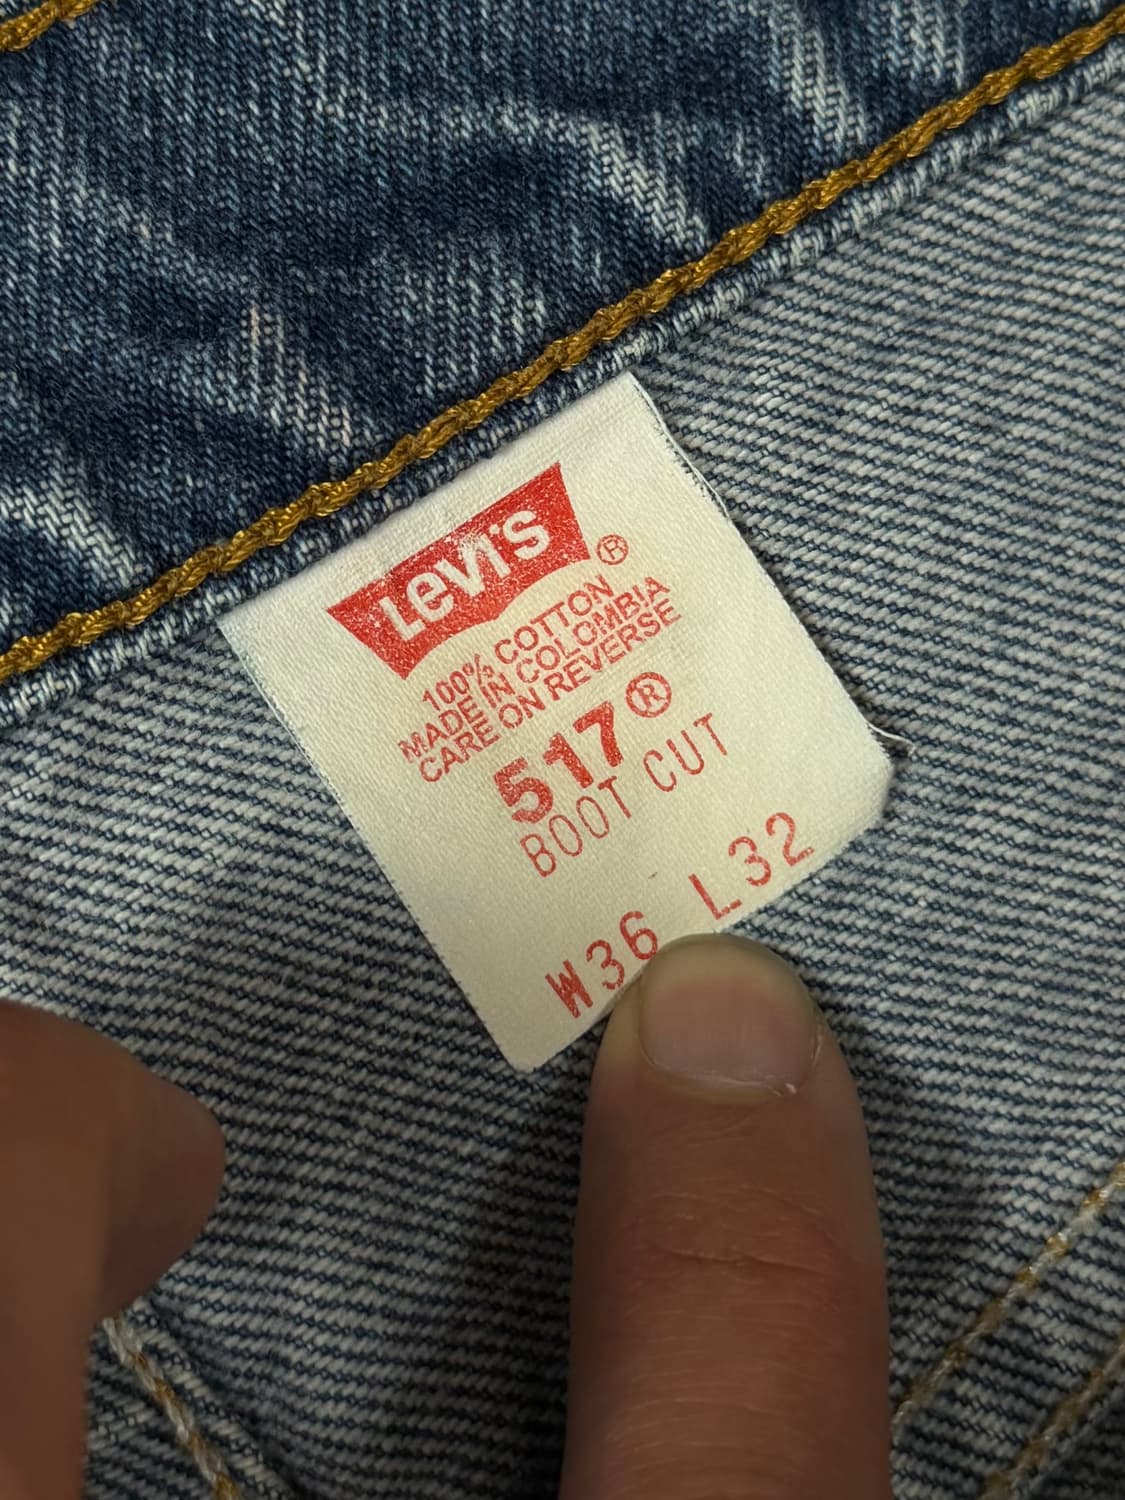 Levi's ®
100% COTTON
MADE IN COLOMBIA
CARE ON REVERSE
517®
BOOT CUT
W36 L32